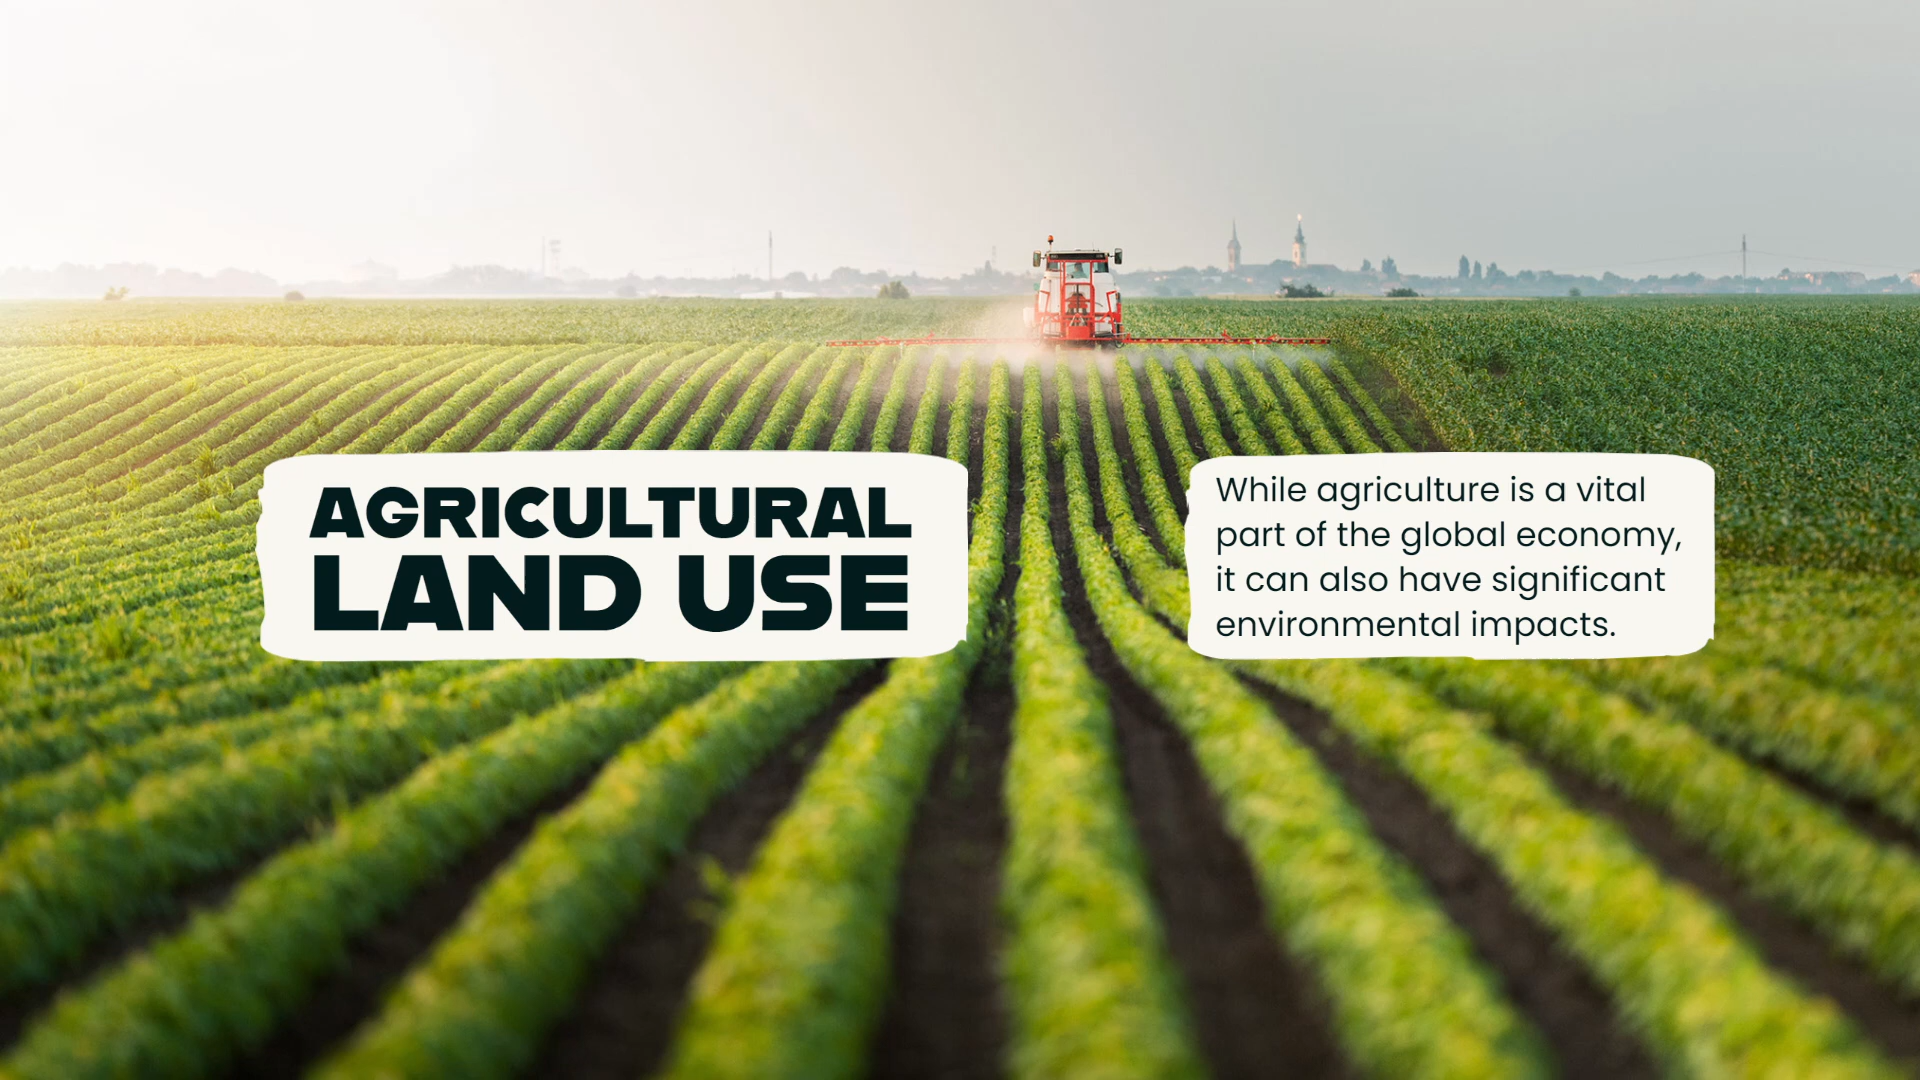 AGRICULTURAL
LAND USE
While agriculture is a vital
part of the global economy,
it can also have significant
environmental impacts.